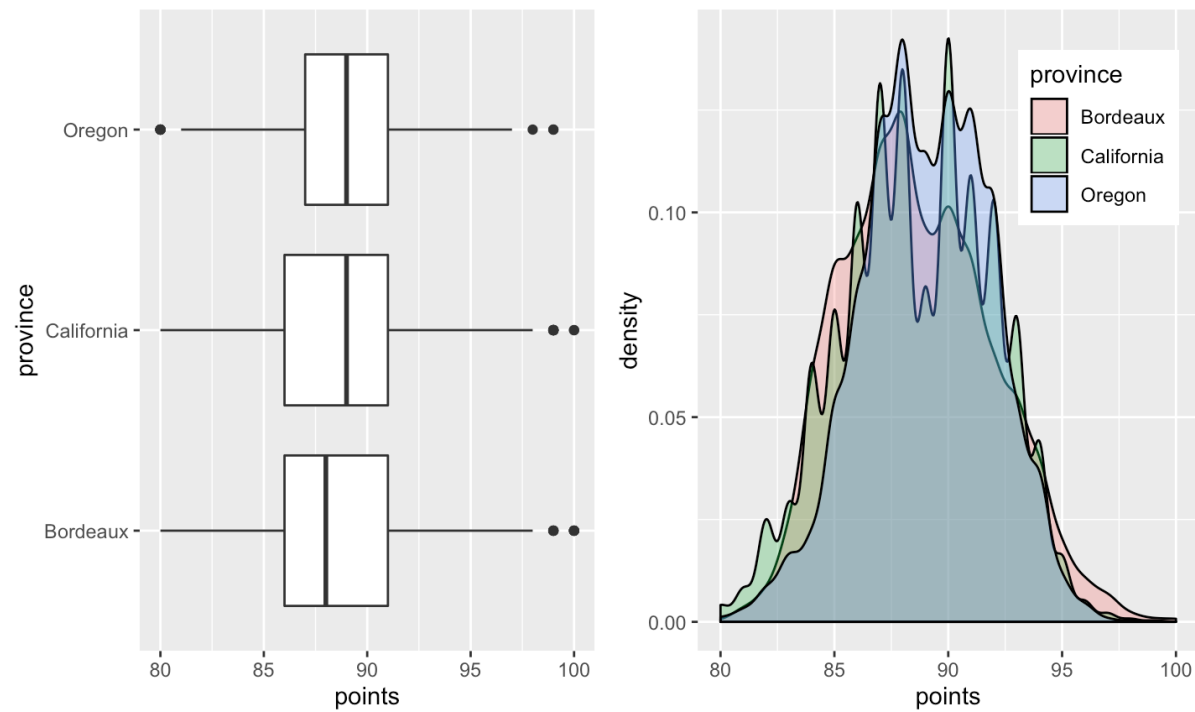 province
Oregon
California
Bordeaux
80 85 90 95 100
points
density
0.10
0.05
0.00
80 85 90 95 100
points
province
Bordeaux
California
Oregon